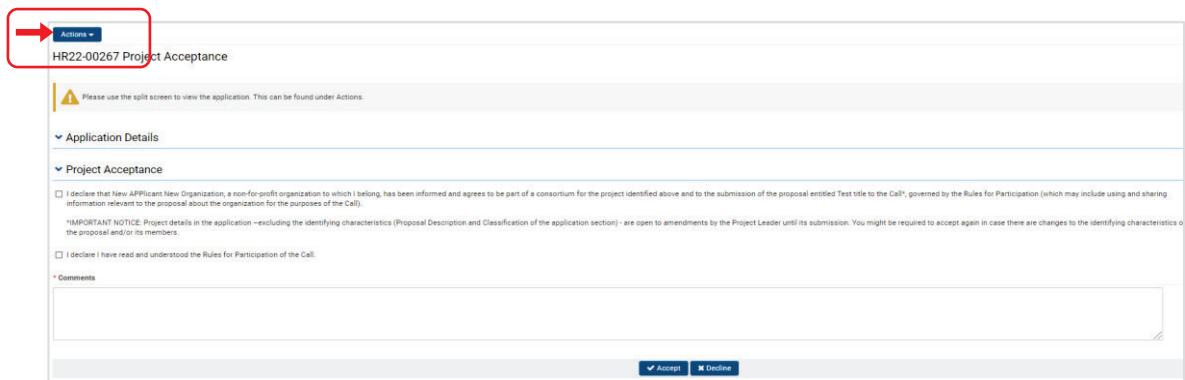 Actions
HR22-00267 Project Acceptance
Please use the split screen to view the application. This can be found under Actions.
Application Details
Project Acceptance
I declare that New APPlicant New Organization, a non-for-profit organization to which I belong, has been informed and agrees to be part of a consortium for the project identified above and to the submission of the proposal entitled Test title to the Call*, governed by the Rules for Participation (which may include using and sharing
information relevant to the proposal about the organization for the purposes of the Call).
*IMPORTANT NOTICE: Project details in the application –excluding the identifying characteristics (Proposal Description and Classification of the application section) - are open to amendments by the Project Leader until its submission. You might be required to accept again in case there are changes to the identifying characteristics o
the proposal and/or its members.
I declare I have read and understood the Rules for Participation of the Call.
* Comments
Accept Decline